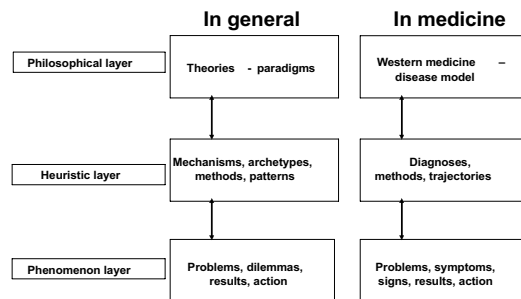 In general
In medicine
Philosophical layer
Theories - paradigms
Western medicine –
disease model
Heuristic layer
Mechanisms, archetypes,
methods, patterns
Diagnoses,
methods, trajectories
Phenomenon layer
Problems, dilemmas,
results, action
Problems, symptoms,
signs, results, action